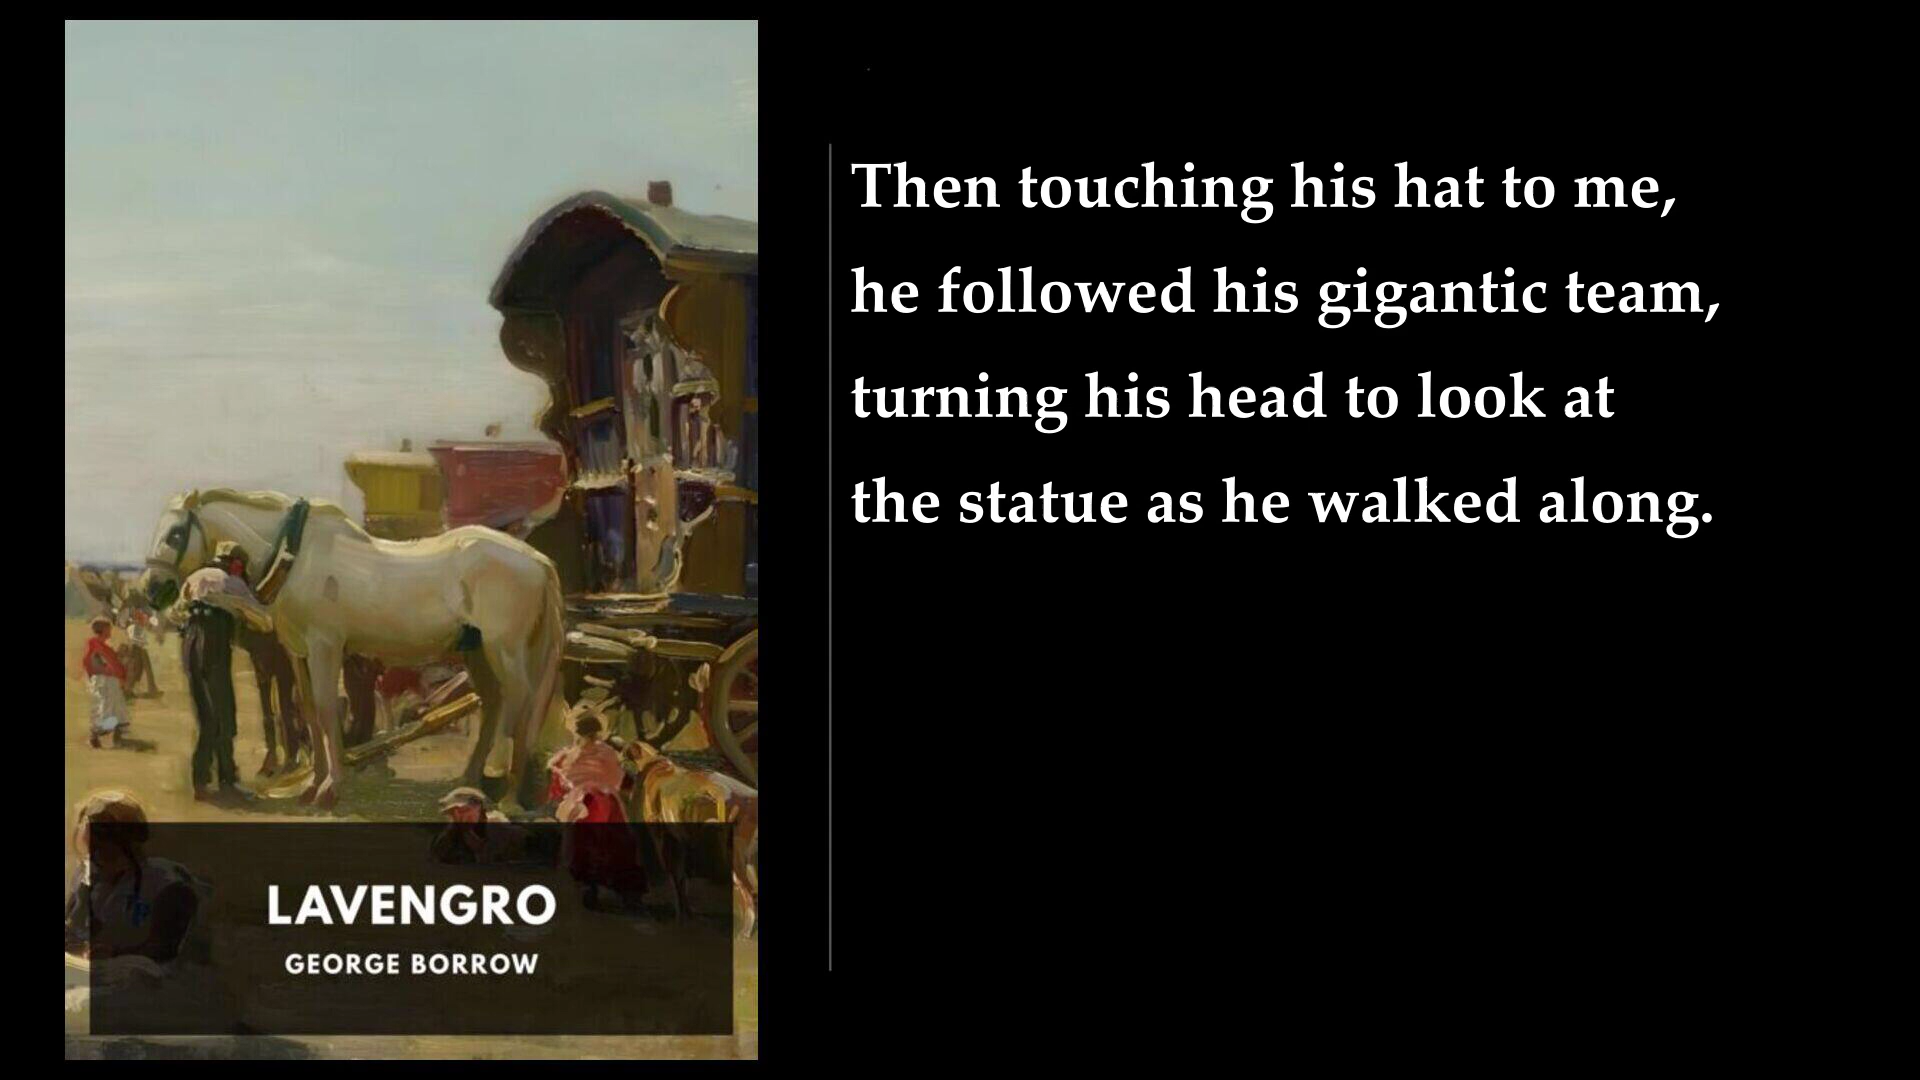 Then touching his hat to me,
he followed his gigantic team,
turning his head to look at
the statue as he walked along.
LAVENGRO
GEORGE BORROW